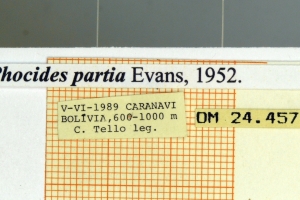 Phocides partia Evans, 1952.
V-VI-1989 CARANAVI
BOLIVIA, 600-1000 m
C. Tello leg.
OM 24.457